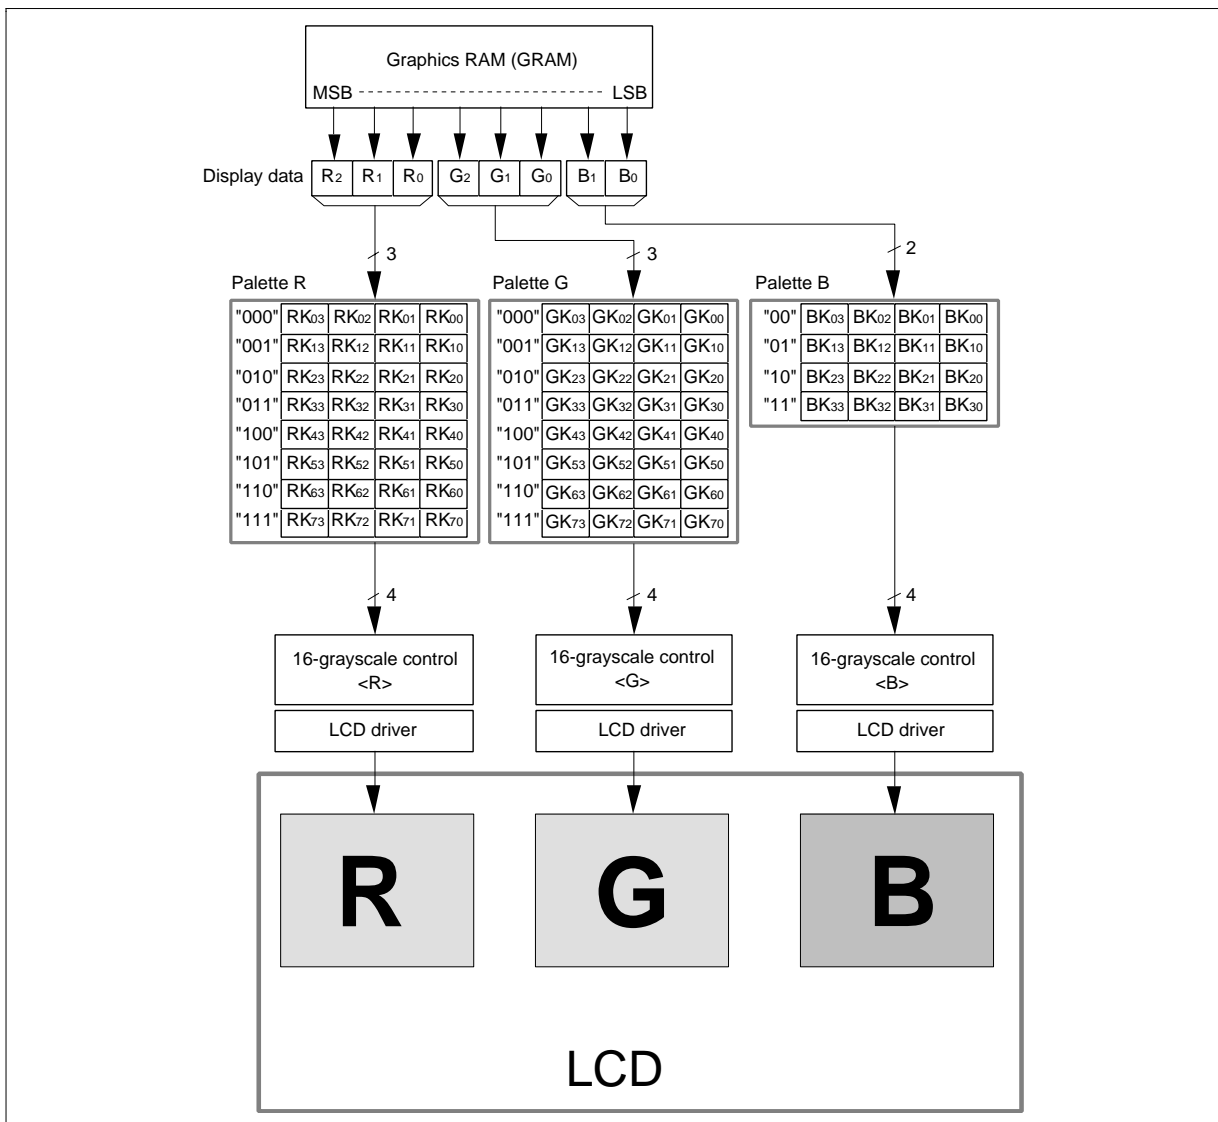 Graphics RAM (GRAM)
MSB ---------------------------------- LSB
Display data R2 R1 R0 G2 G1 G0 B1 B0
3 3 2
Palette R Palette G Palette B
"000" RK03 RK02 RK01 RK00 "000" GK03 GK02 GK01 GK00 "00" BK03 BK02 BK01 BK00
"001" RK13 RK12 RK11 RK10 "001" GK13 GK12 GK11 GK10 "01" BK13 BK12 BK11 BK10
"010" RK23 RK22 RK21 RK20 "010" GK23 GK22 GK21 GK20 "10" BK23 BK22 BK21 BK20
"011" RK33 RK32 RK31 RK30 "011" GK33 GK32 GK31 GK30 "11" BK33 BK32 BK31 BK30
"100" RK43 RK42 RK41 RK40 "100" GK43 GK42 GK41 GK40
"101" RK53 RK52 RK51 RK50 "101" GK53 GK52 GK51 GK50
"110" RK63 RK62 RK61 RK60 "110" GK63 GK62 GK61 GK60
"111" RK73 RK72 RK71 RK70 "111" GK73 GK72 GK71 GK70
4 4 4
16-grayscale control 16-grayscale control 16-grayscale control
<R> <G> <B>
LCD driver LCD driver LCD driver
R G B
LCD